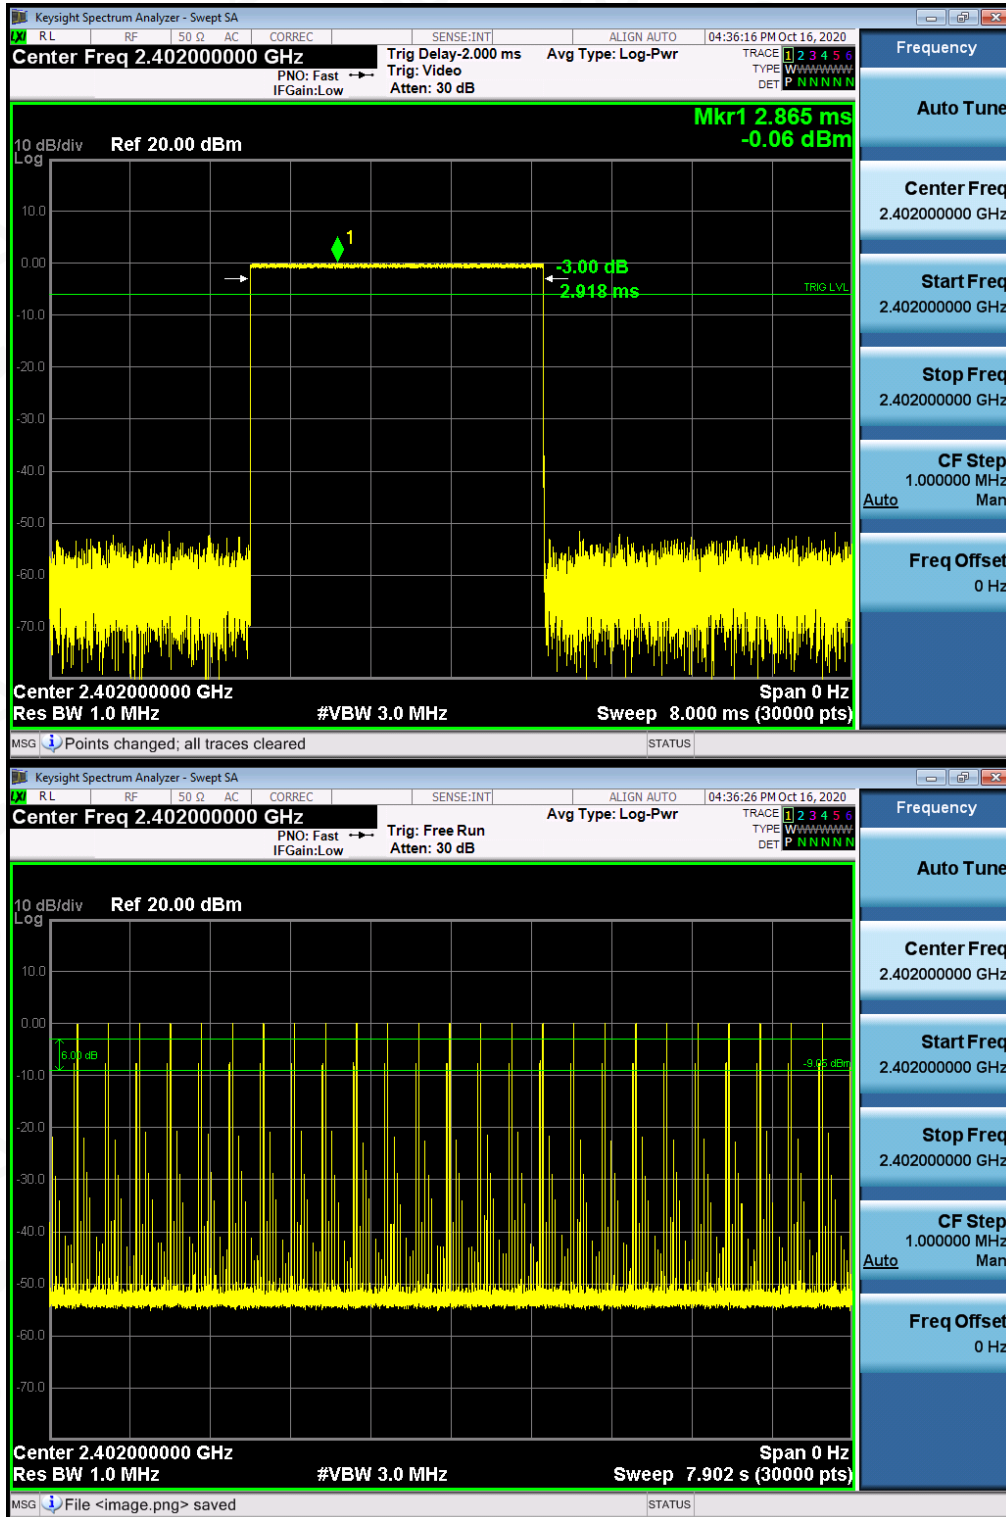 Keysight Spectrum Analyzer - Swept SA
LXI RL RF 50 Ω AC CORREC SENSE:INT ALIGN AUTO 04:36:16 PM Oct 16, 2020
Center Freq 2.402000000 GHz
PNO: Fast
IFGain:Low
Trig Delay-2.000 ms
Trig: Video
Atten: 30 dB
Avg Type: Log-Pwr
TRACE 1 2 3 4 5 6
TYPE WWWWWW
DET P N N N N N
Mkr1 2.865 ms
-0.06 dBm
10 dB/div Ref 20.00 dBm
Log
10.0
1
0.00
-3.00 dB
2.918 ms
TRIG LVL
-10.0
-20.0
-30.0
-40.0
-50.0
-60.0
-70.0
Center 2.402000000 GHz Span 0 Hz
Res BW 1.0 MHz #VBW 3.0 MHz Sweep 8.000 ms (30000 pts)
MSG Points changed; all traces cleared STATUS
Frequency
Auto Tune
Center Freq
2.402000000 GHz
Start Freq
2.402000000 GHz
Stop Freq
2.402000000 GHz
CF Step
1.000000 MHz
Auto Man
Freq Offset
0 Hz
Keysight Spectrum Analyzer - Swept SA
LXI RL RF 50 Ω AC CORREC SENSE:INT ALIGN AUTO 04:36:26 PM Oct 16, 2020
Center Freq 2.402000000 GHz
PNO: Fast
IFGain:Low
Trig: Free Run
Atten: 30 dB
Avg Type: Log-Pwr
TRACE 1 2 3 4 5 6
TYPE WWWWWW
DET P N N N N N
10 dB/div Ref 20.00 dBm
Log
10.0
0.00
6.00 dB
-9.05 dBm
-10.0
-20.0
-30.0
-40.0
-50.0
-60.0
-70.0
Center 2.402000000 GHz Span 0 Hz
Res BW 1.0 MHz #VBW 3.0 MHz Sweep 7.902 s (30000 pts)
MSG File <image.png> saved STATUS
Frequency
Auto Tune
Center Freq
2.402000000 GHz
Start Freq
2.402000000 GHz
Stop Freq
2.402000000 GHz
CF Step
1.000000 MHz
Auto Man
Freq Offset
0 Hz